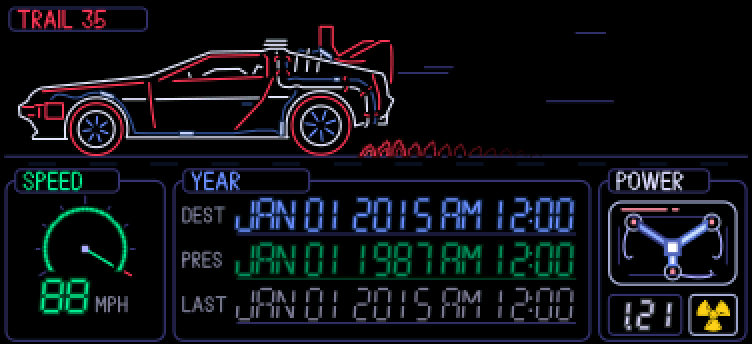 TRAIL 35
SPEED
88 MPH
YEAR
DEST JAN 01 2015 AM 12:00
PRES JAN 01 1987 AM 12:00
LAST JAN 01 2015 AM 12:00
POWER
1.21